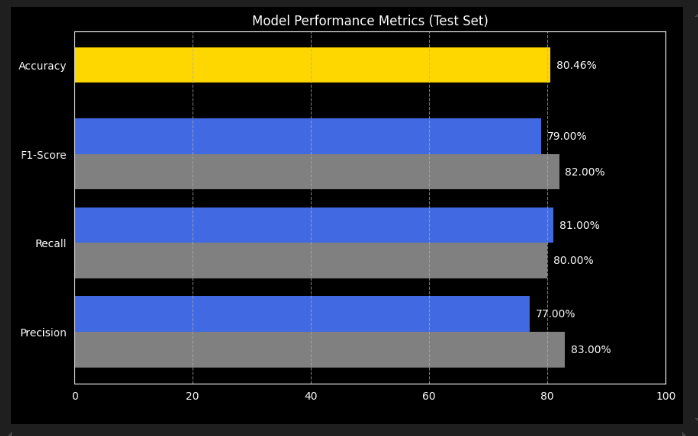 Model Performance Metrics (Test Set)
Accuracy
80.46%
79.00%
F1-Score
82.00%
81.00%
Recall
80.00%
77.00%
Precision
83.00%
0 20 40 60 80 100